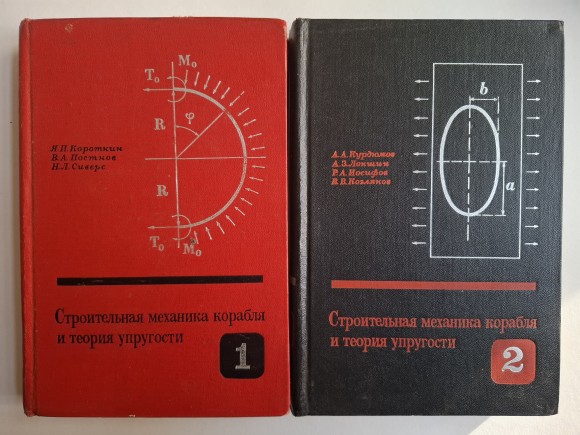 T₀
M₀
R
φ
R
T₀
M₀
Я.И.Короткин
В.А.Постнов
Н.Л.Сиверс
Строительная механика корабля
и теория упругости
1
b
a
А.А.Курдюмов
А.З.Локшин
Р.А.Иосифов
В.В.Козляков
Строительная механика корабля
и теория упругости
2